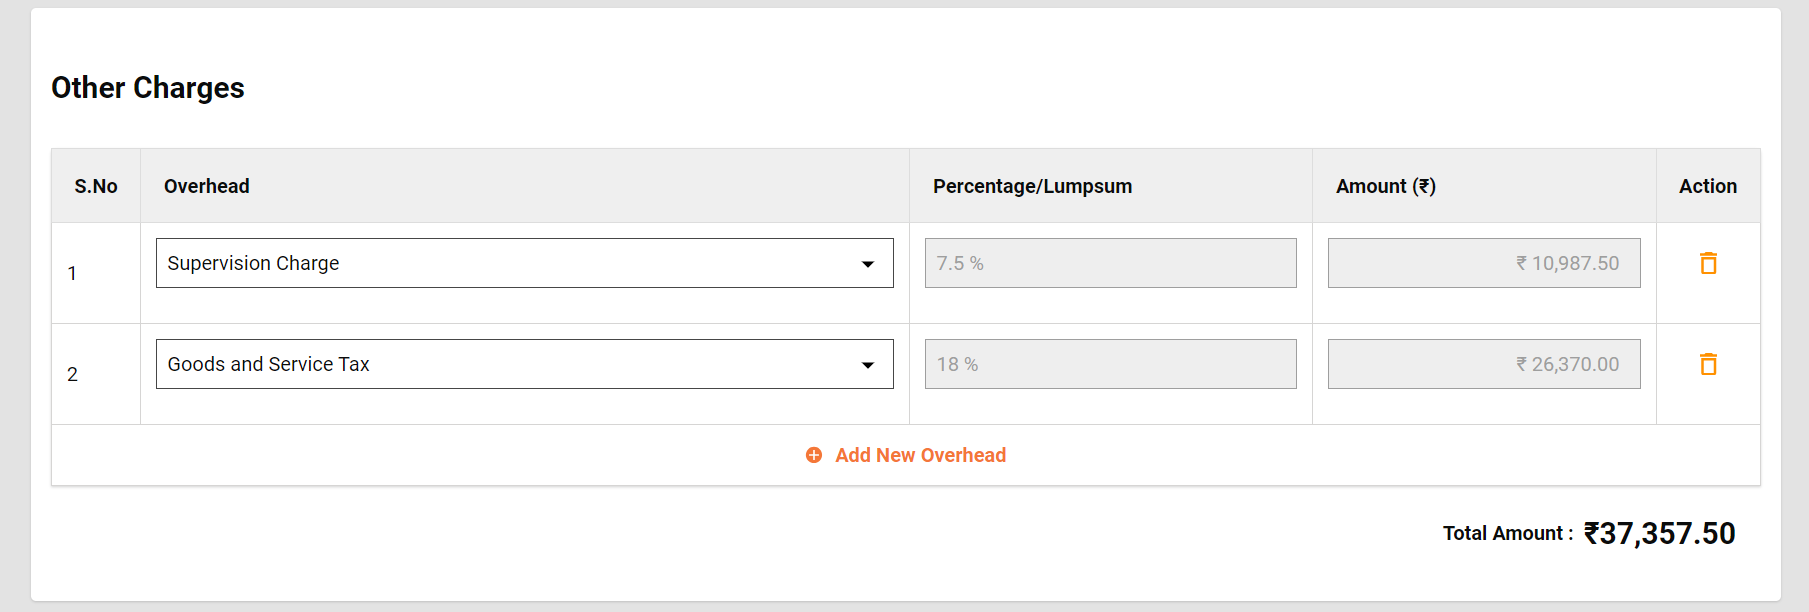 Other Charges
S.No Overhead Percentage/Lumpsum Amount (₹) Action
1 Supervision Charge 7.5 % ₹ 10,987.50
2 Goods and Service Tax 18 % ₹ 26,370.00
Add New Overhead
Total Amount : ₹37,357.50